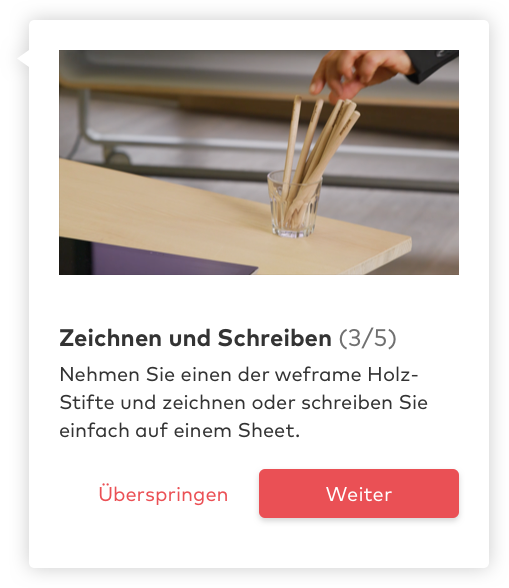 Zeichnen und Schreiben (3/5)
Nehmen Sie einen der weframe Holz-
Stifte und zeichnen oder schreiben Sie
einfach auf einem Sheet.
Überspringen
Weiter